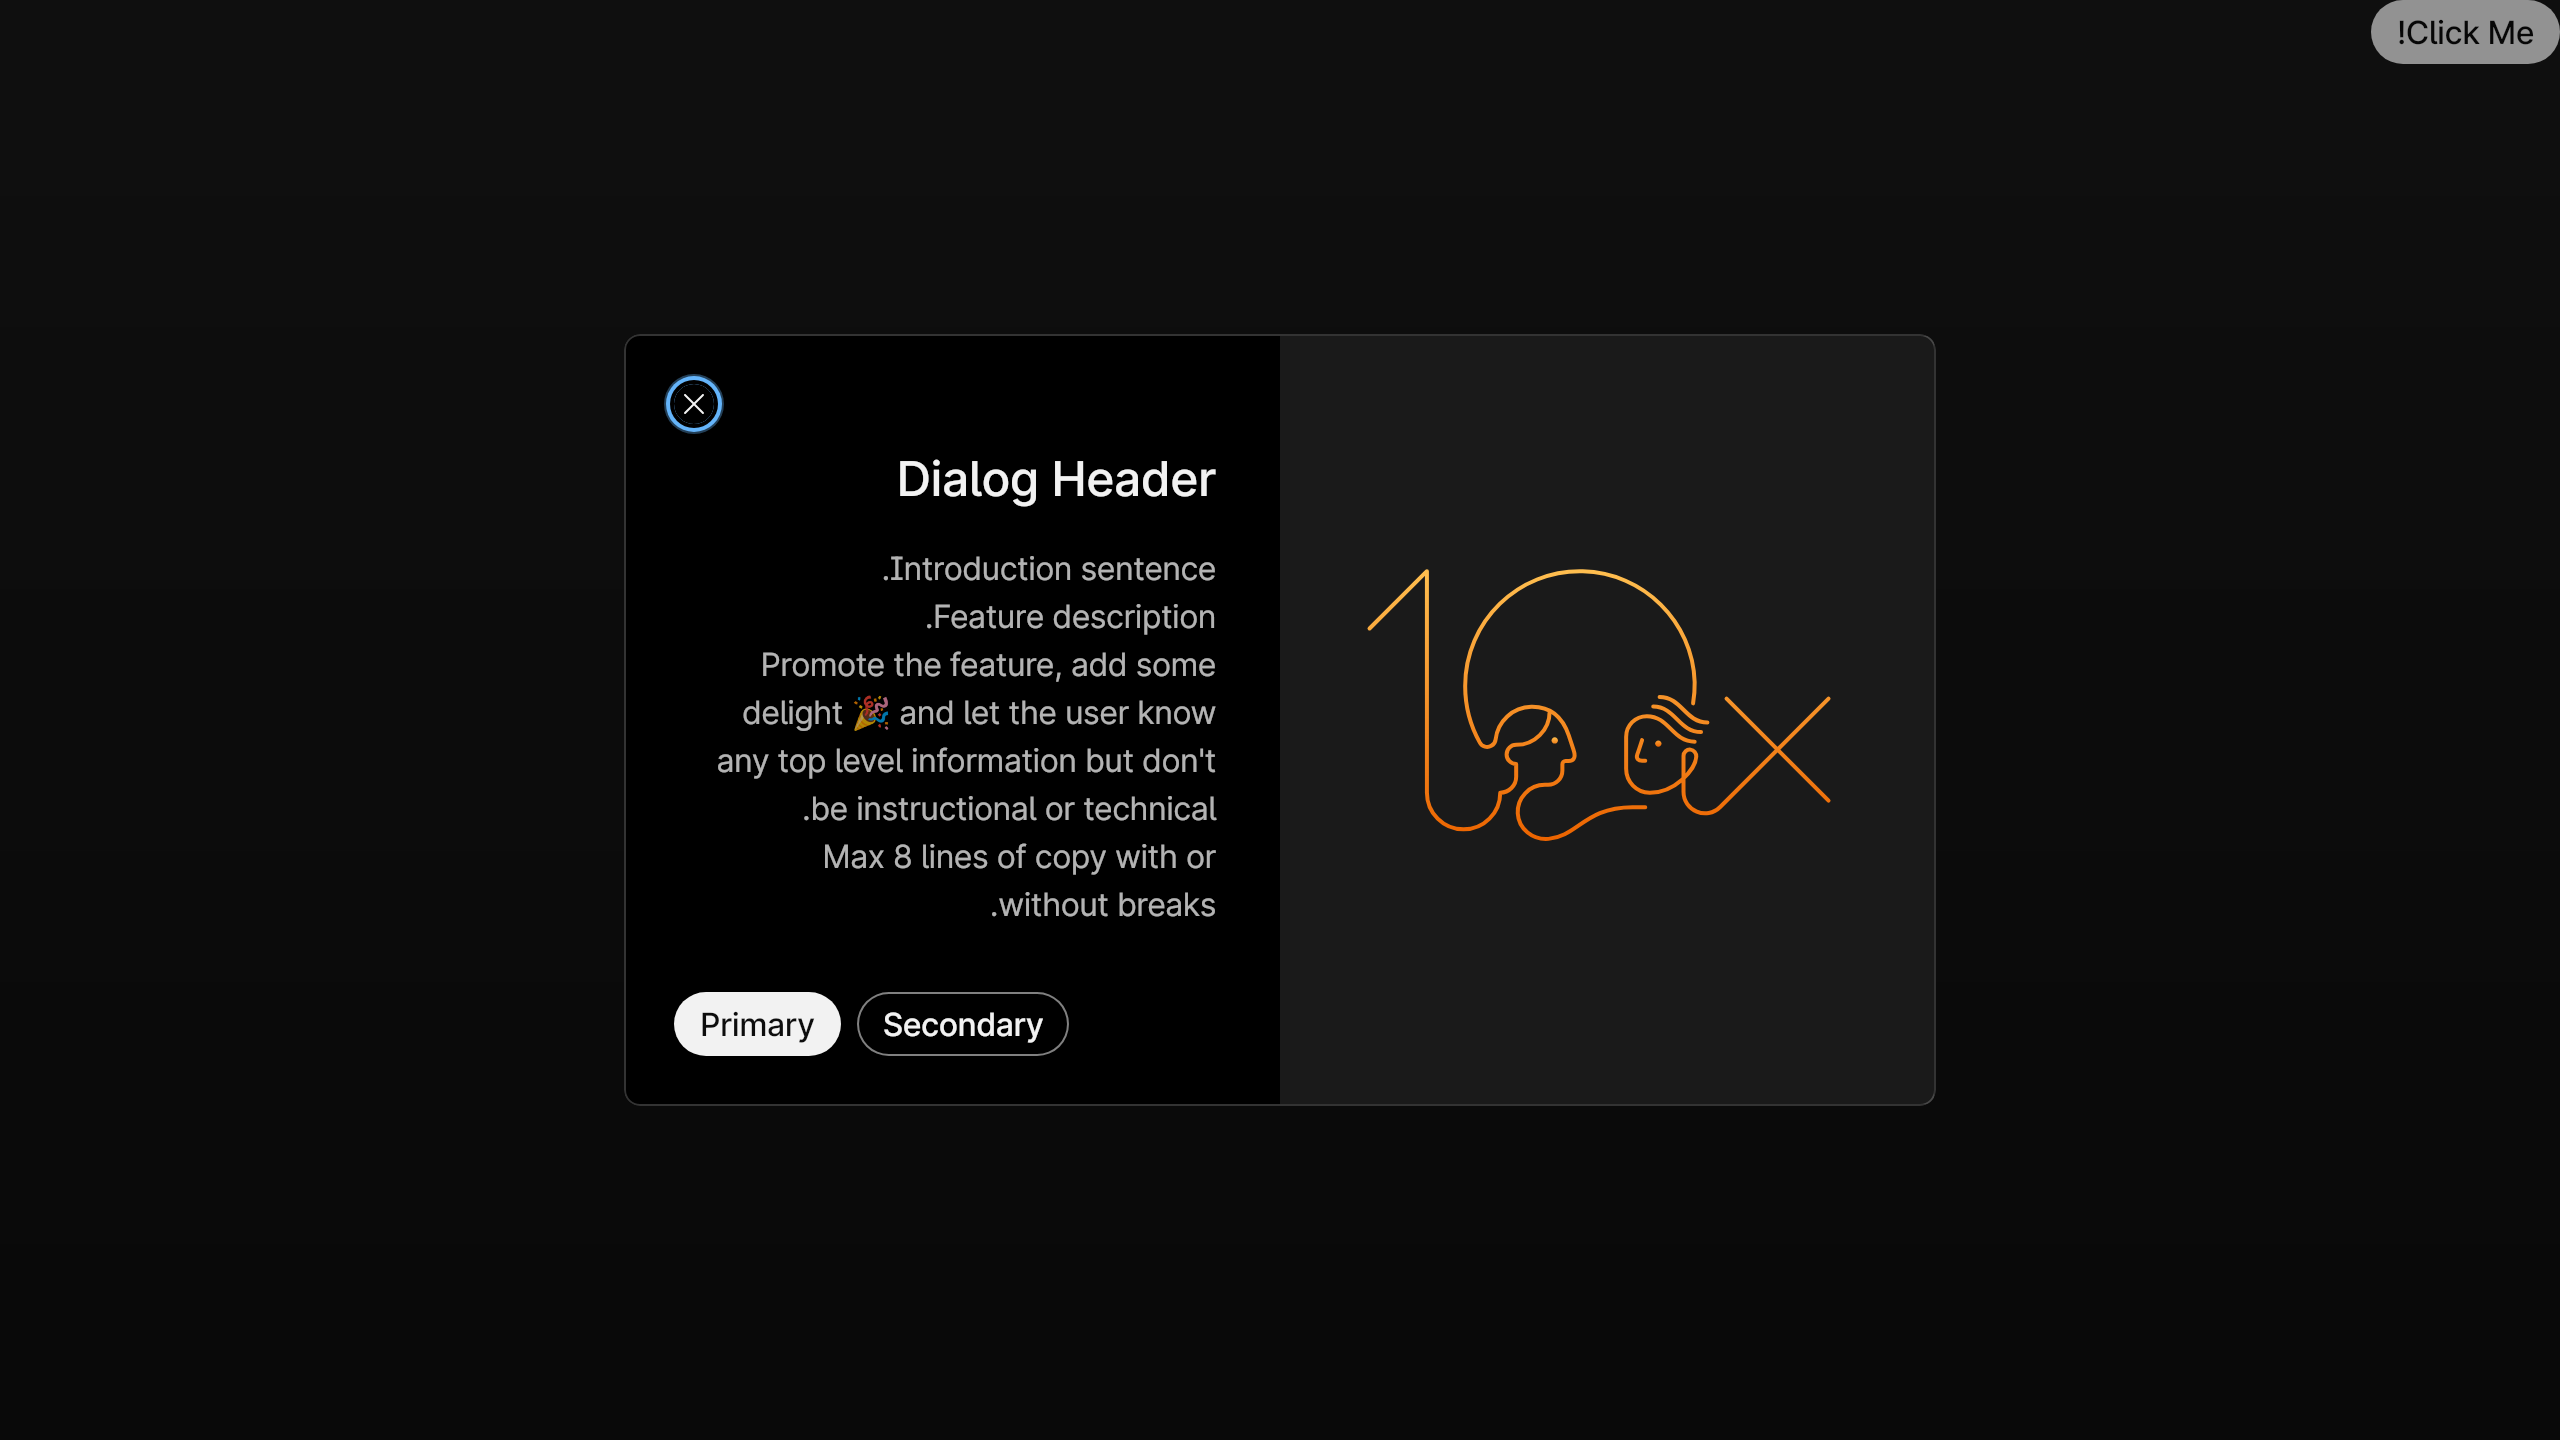 !Click Me
Dialog Header
.Introduction sentence
.Feature description
Promote the feature, add some
delight 🎉 and let the user know
any top level information but don't
.be instructional or technical
Max 8 lines of copy with or
.without breaks
Primary
Secondary
10x